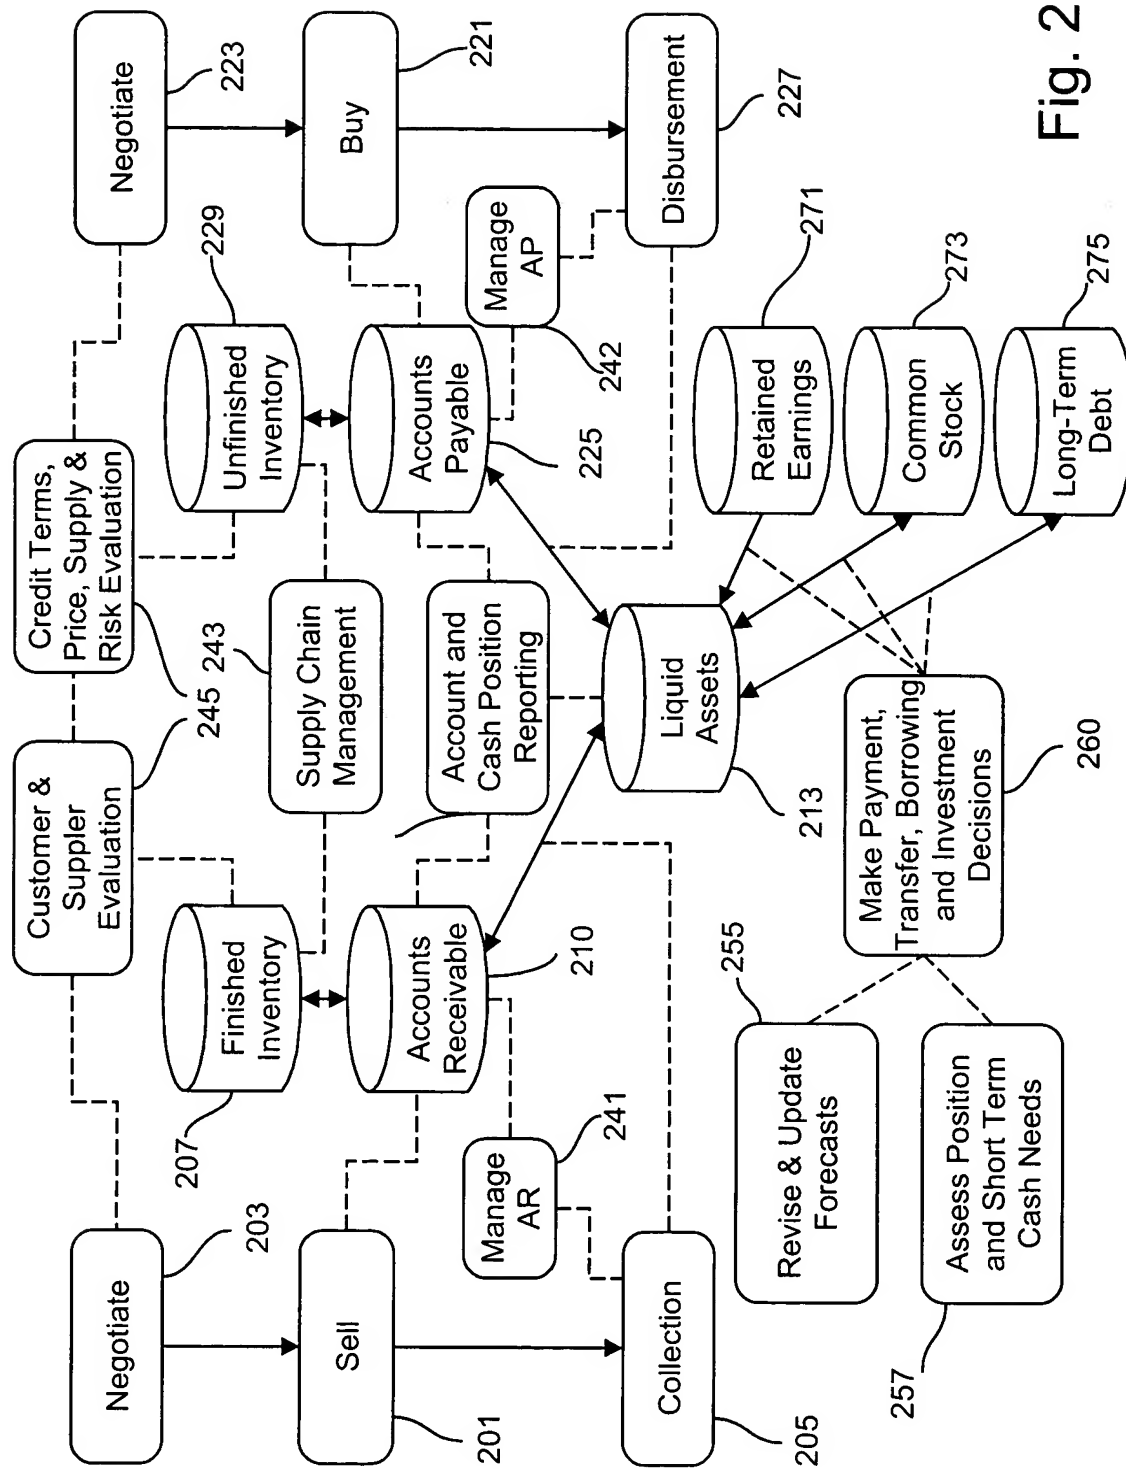 Negotiate
203
Customer &
Suppler
Evaluation
245
Credit Terms,
Price, Supply &
Risk Evaluation
Negotiate
223
207
Finished
Inventory
243
Supply Chain
Management
Unfinished
Inventory
229
Sell
201
Accounts
Receivable
210
Account and
Cash Position
Reporting
Accounts
Payable
225
Buy
221
Manage
AR
241
Manage
AP
242
Collection
205
Liquid
Assets
213
Disbursement
227
Revise & Update
Forecasts
255
Retained
Earnings
271
Assess Position
and Short Term
Cash Needs
257
Make Payment,
Transfer, Borrowing
and Investment
Decisions
260
Common
Stock
273
Long-Term
Debt
275
Fig. 2